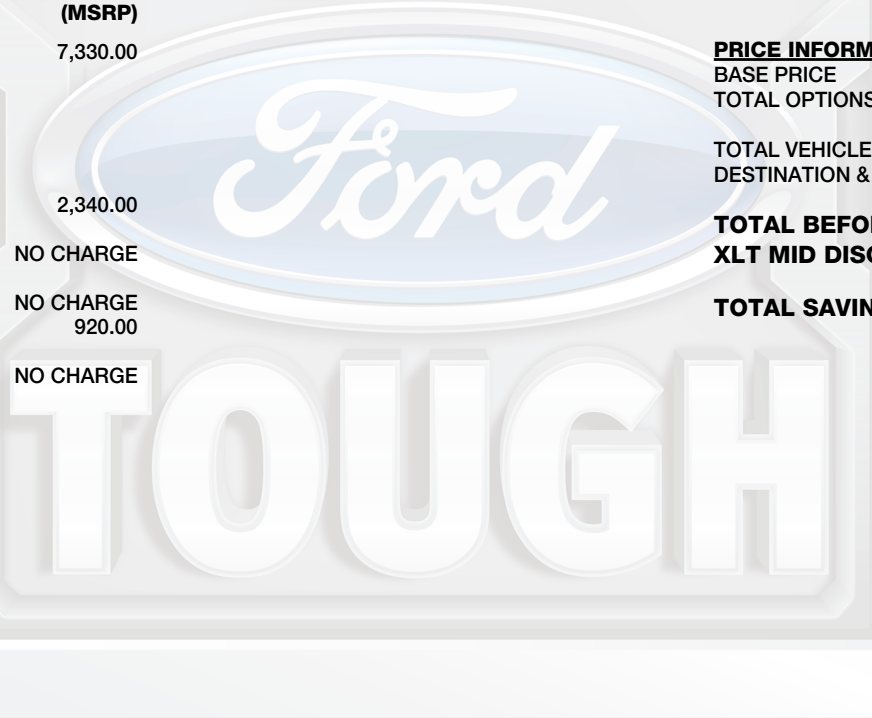 (MSRP)
7,330.00
2,340.00
NO CHARGE
NO CHARGE
920.00
NO CHARGE
PRICE INFORM
BASE PRICE
TOTAL OPTIONS
TOTAL VEHICLE
DESTINATION &
TOTAL BEFO
XLT MID DISC
TOTAL SAVIN
Ford
TOUGH